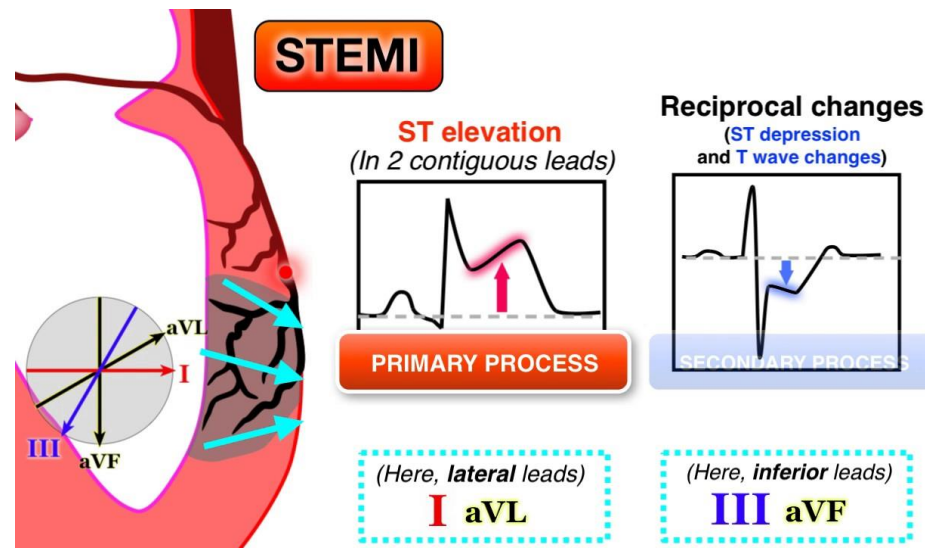 STEMI
ST elevation
(In 2 contiguous leads)
PRIMARY PROCESS
Reciprocal changes
(ST depression
and T wave changes)
SECONDARY PROCESS
aVL
I
III
aVF
(Here, lateral leads)
I aVL
(Here, inferior leads)
III aVF